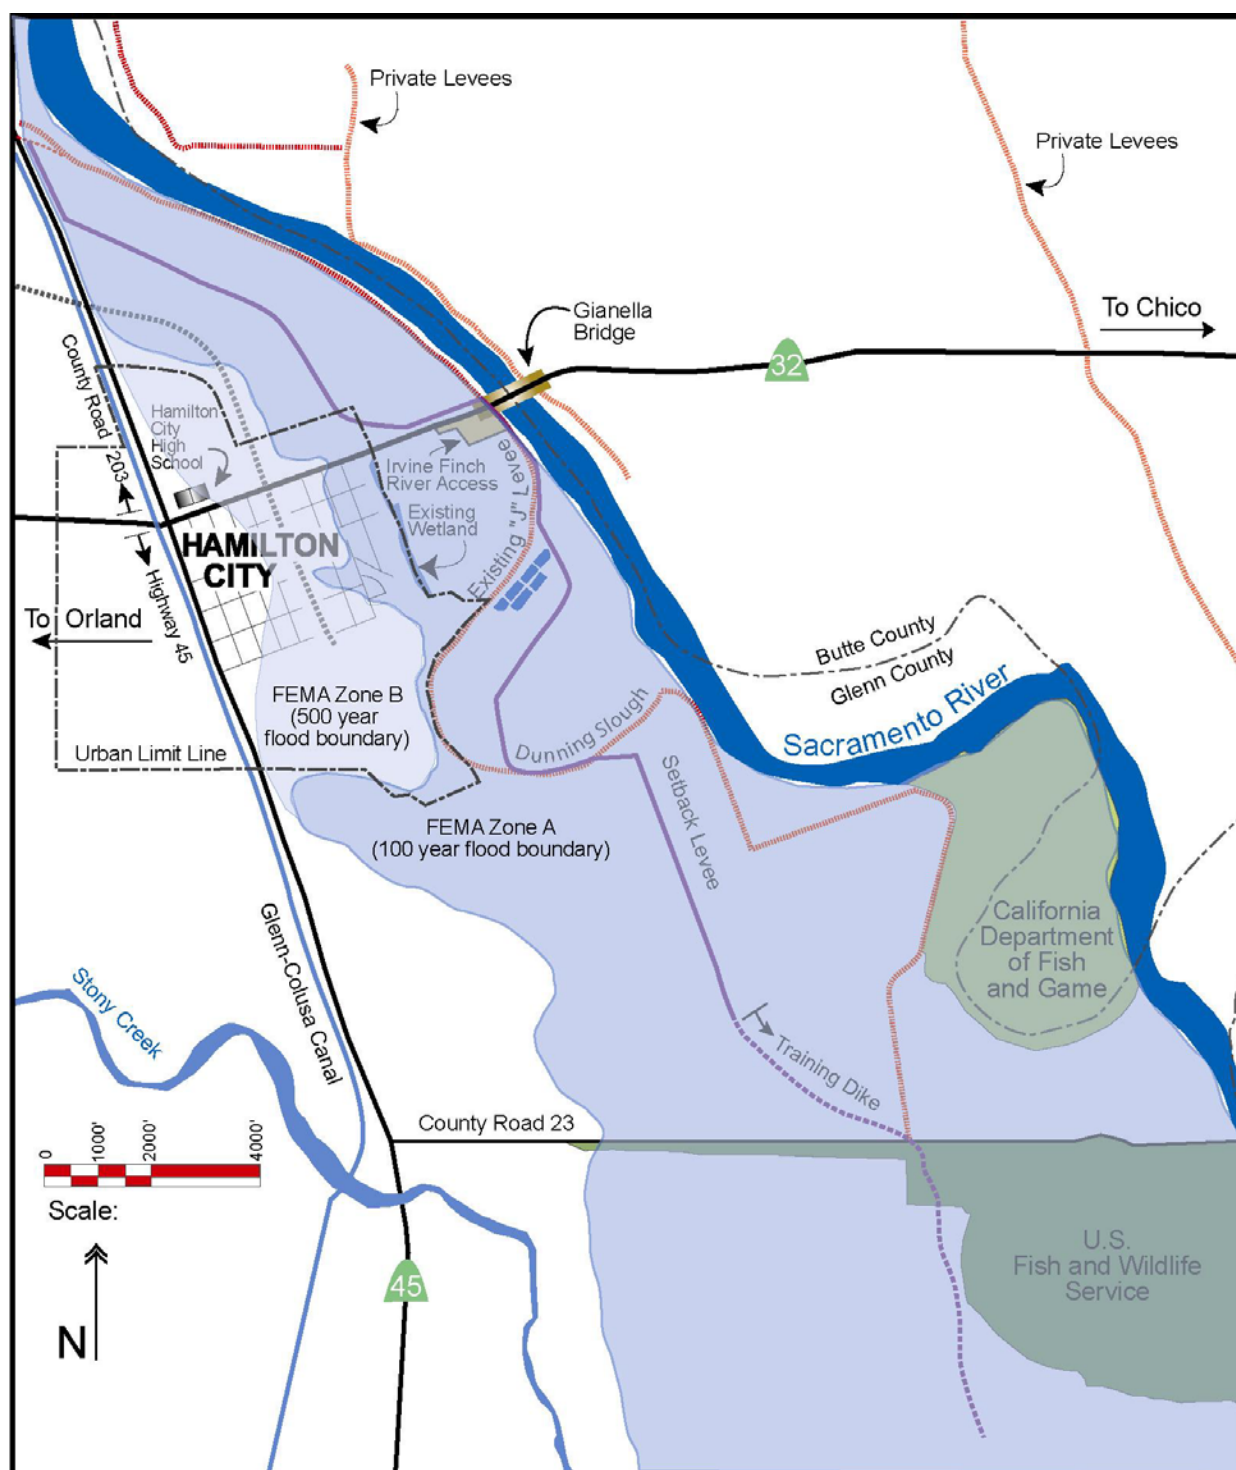 Private Levees
Private Levees
Gianella
Bridge
To Chico
32
County Road 203
Hamilton
City
High
School
Irvine Finch
River Access
Existing
Wetland
Existing "J" Levee
HAMILTON
CITY
Highway 45
To Orland
Butte County
Glenn County
Sacramento River
FEMA Zone B
(500 year
flood boundary)
Urban Limit Line
Dunning Slough
Setback Levee
FEMA Zone A
(100 year flood boundary)
California
Department
of Fish
and Game
Glenn-Colusa Canal
Stony Creek
Training Dike
County Road 23
0
1000'
2000'
4000'
Scale:
N
45
U.S.
Fish and Wildlife
Service